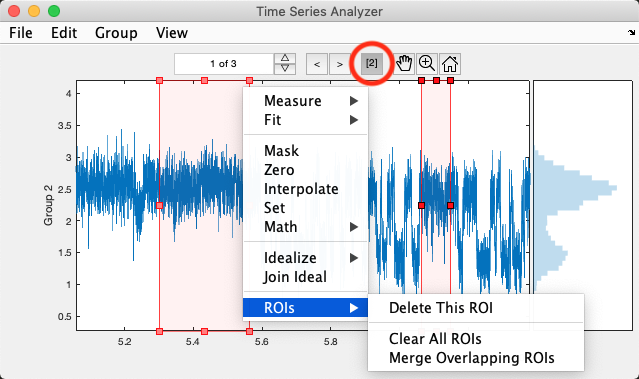 Time Series Analyzer
File Edit Group View
1 of 3 < > [2]
Measure
Fit
Mask
Zero
Interpolate
Set
Math
Idealize
Join Ideal
ROIs
Delete This ROI
Clear All ROIs
Merge Overlapping ROIs
Group 2
4
3.5
3
2.5
2
1.5
1
0.5
5.2 5.4 5.6 5.8